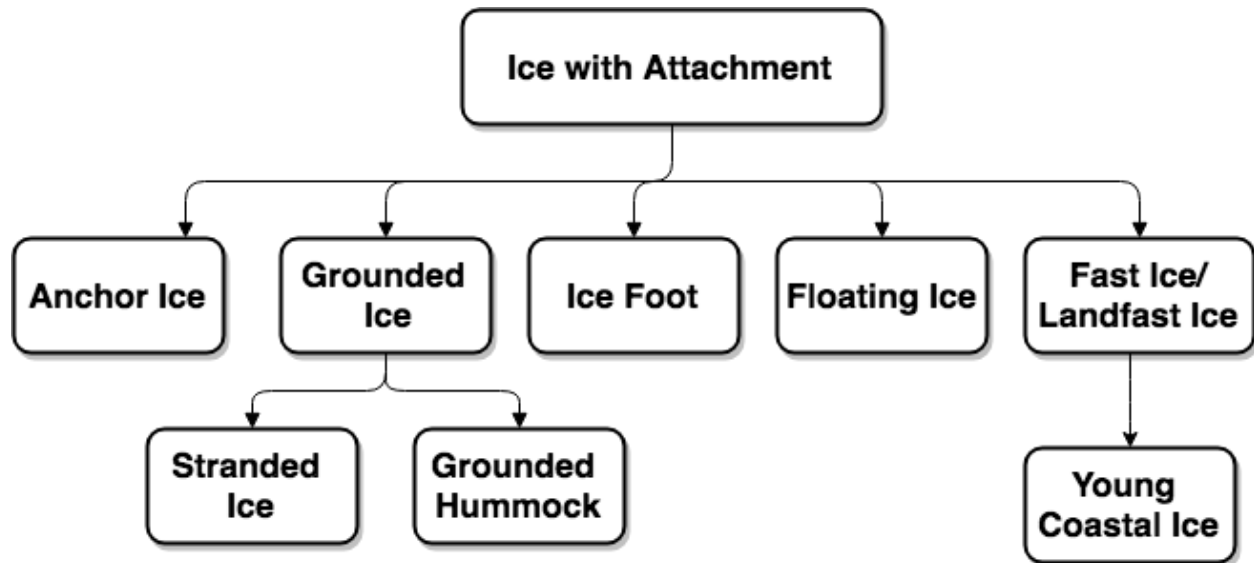 Ice with Attachment
Anchor Ice
Grounded
Ice
Ice Foot
Floating Ice
Fast Ice/
Landfast Ice
Stranded
Ice
Grounded
Hummock
Young
Coastal Ice